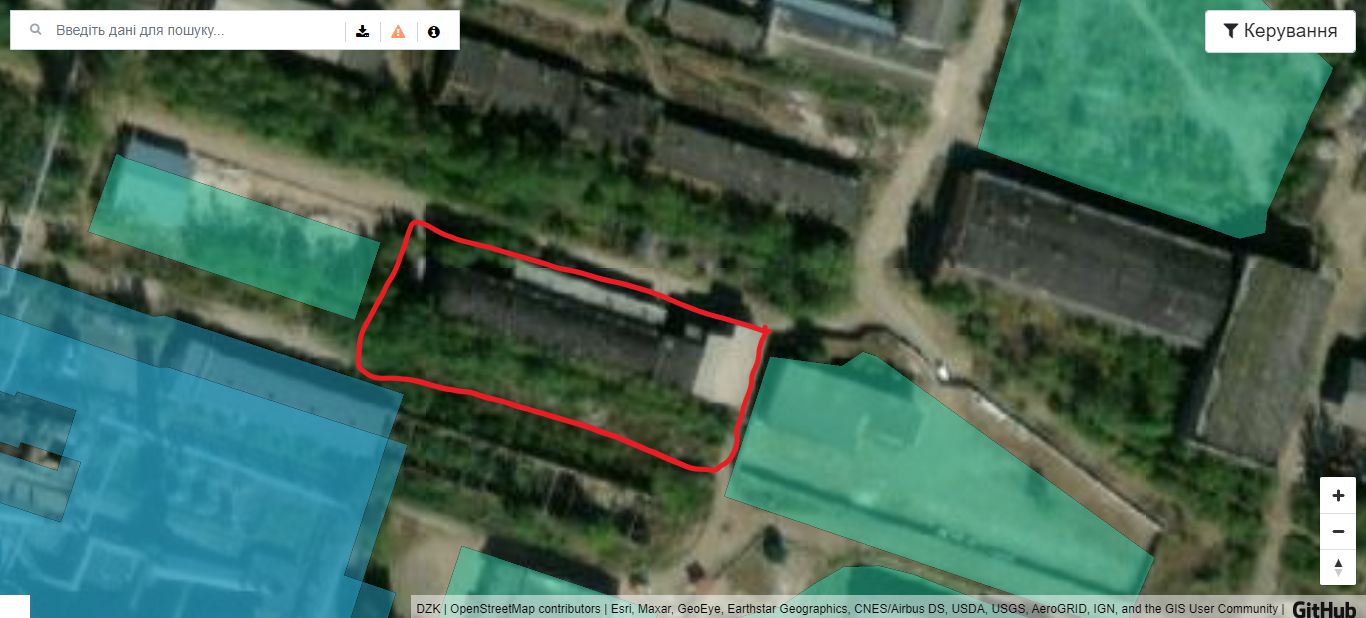 Введіть дані для пошуку...
Керування
DZK | OpenStreetMap contributors | Esri, Maxar, GeoEye, Earthstar Geographics, CNES/Airbus DS, USDA, USGS, AeroGRID, IGN, and the GIS User Community | GitHub